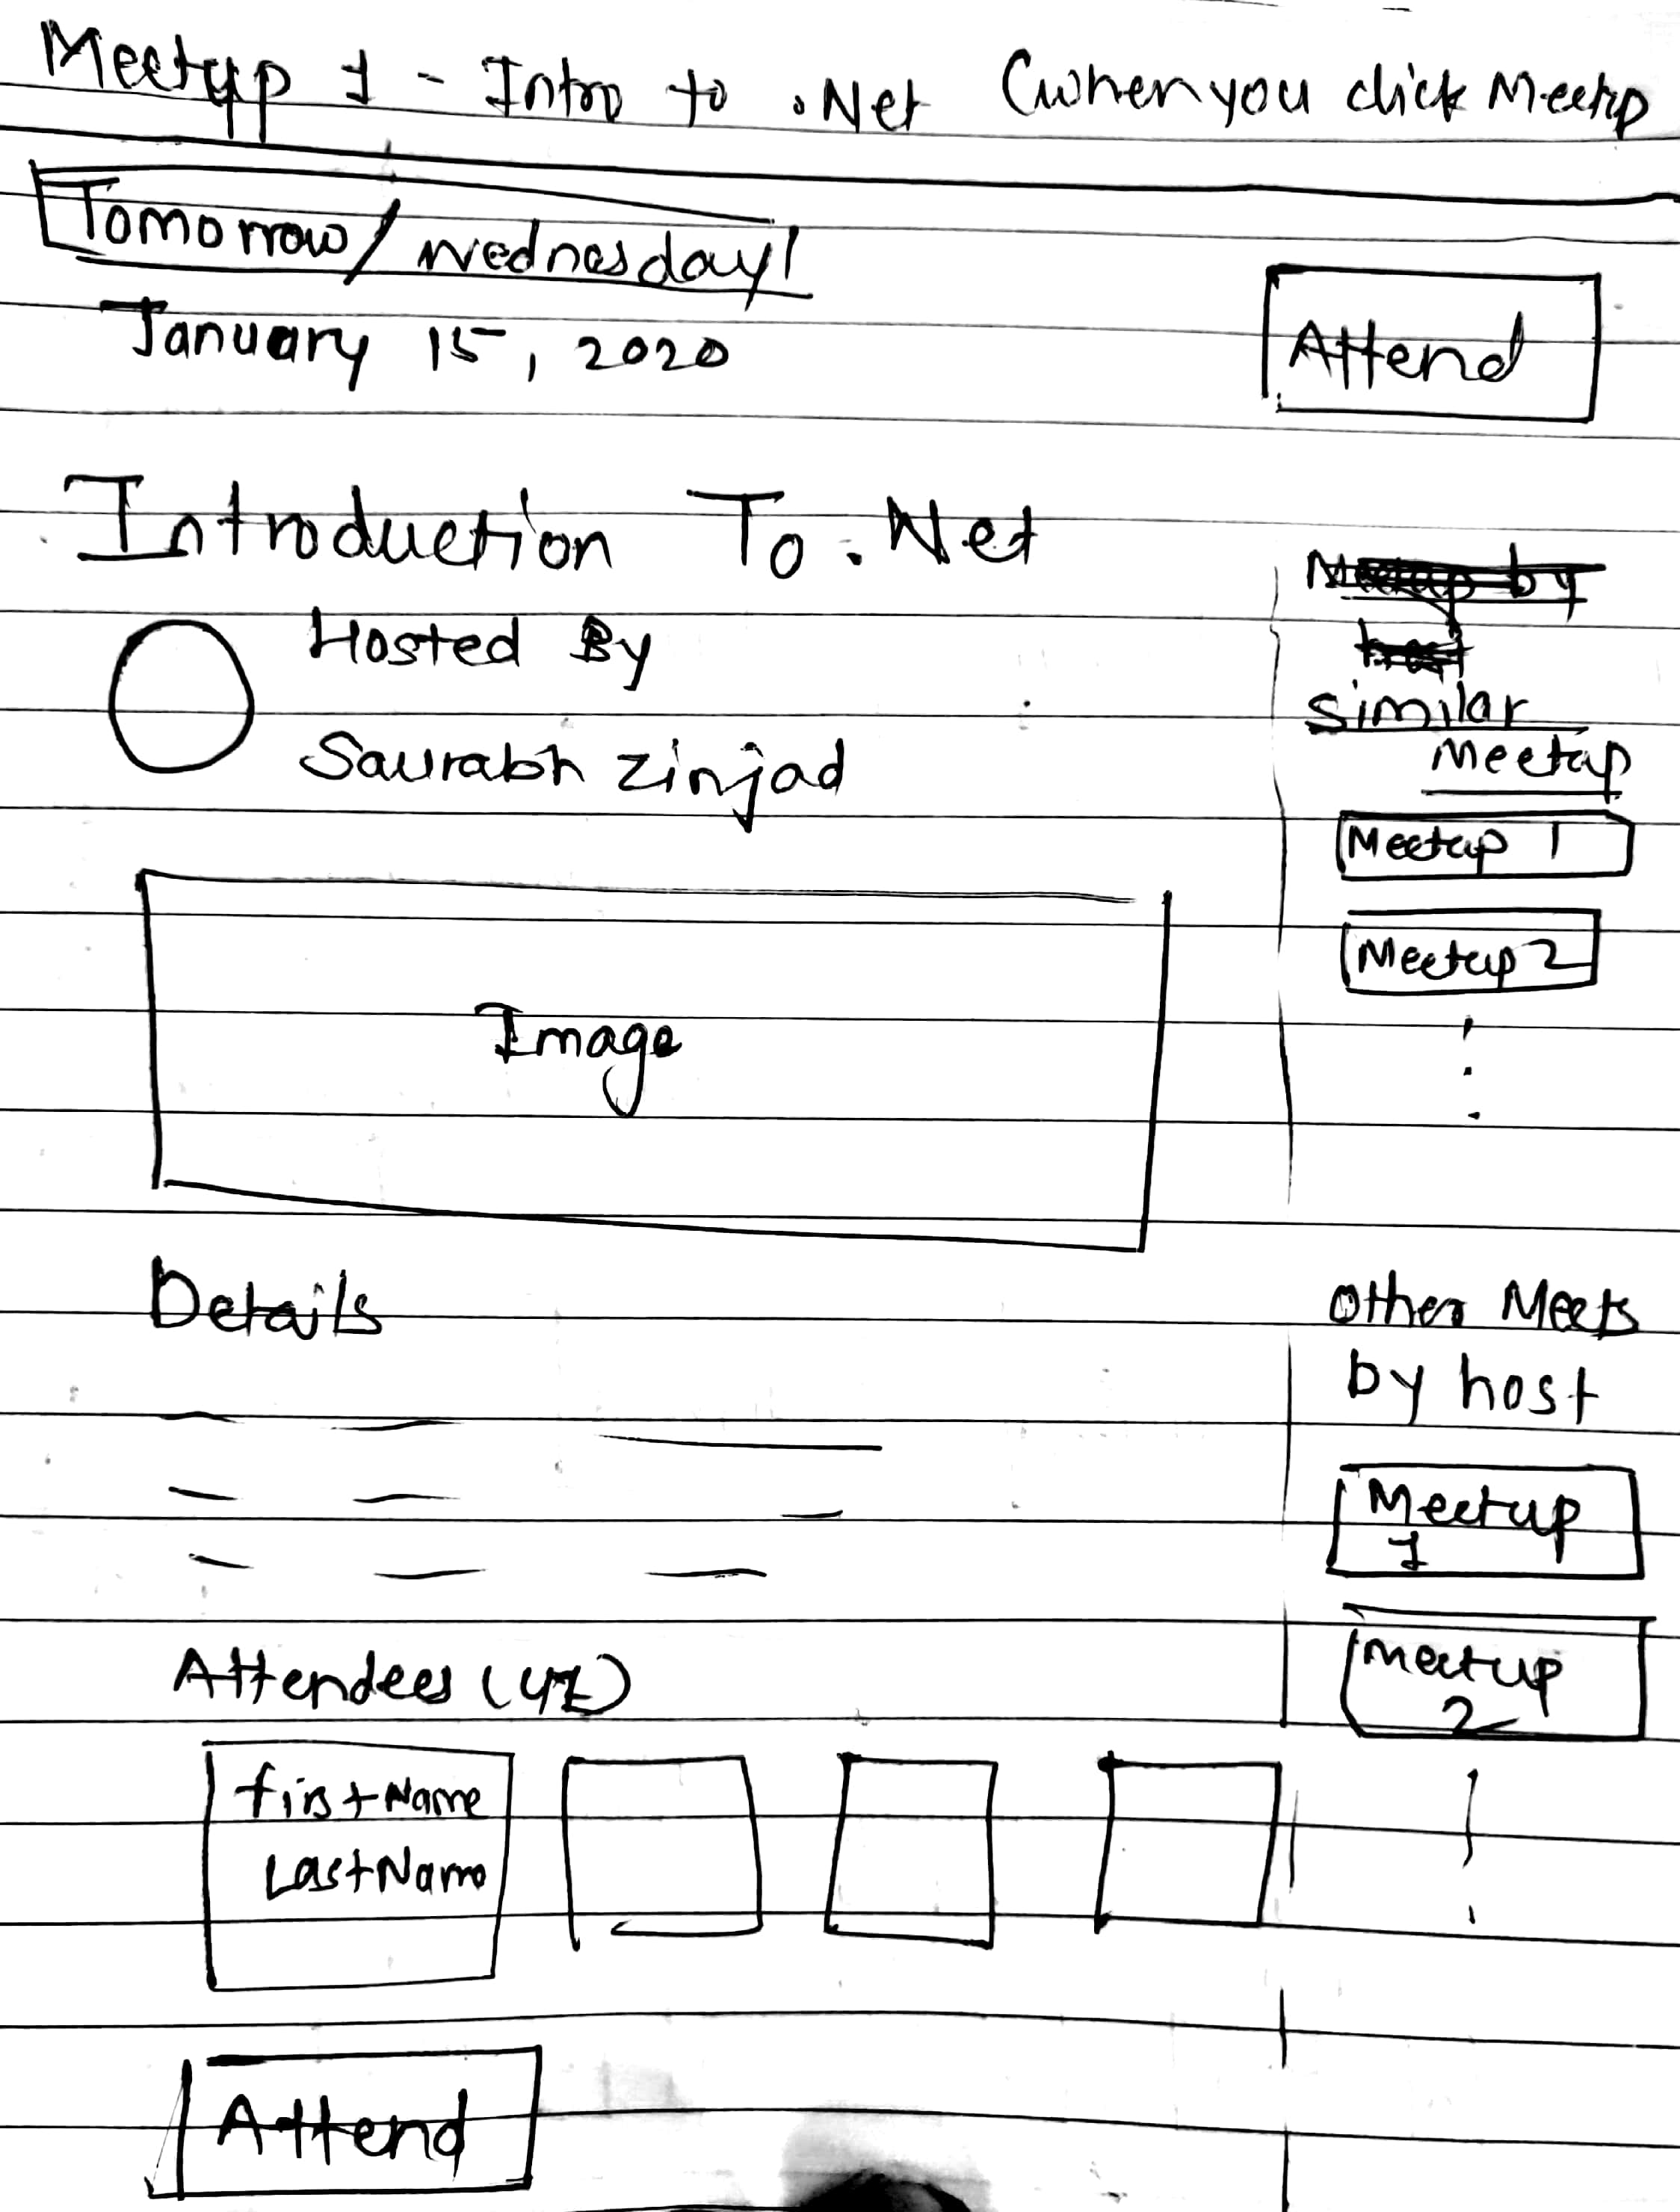 Meetup 1 - Intro to .Net (when you click Meetup
Tomorrow / Wednesday /
January 15, 2020
Attend
Introduction To .Net
Hosted By
Saurabh Zinjad
Image
Details
Attendees
firstName
LastName
Attend
Meetup by
host
similar
Meetup
Meetup 1
Meetup 2
Other Meets
by host
Meetup
1
Meetup
2